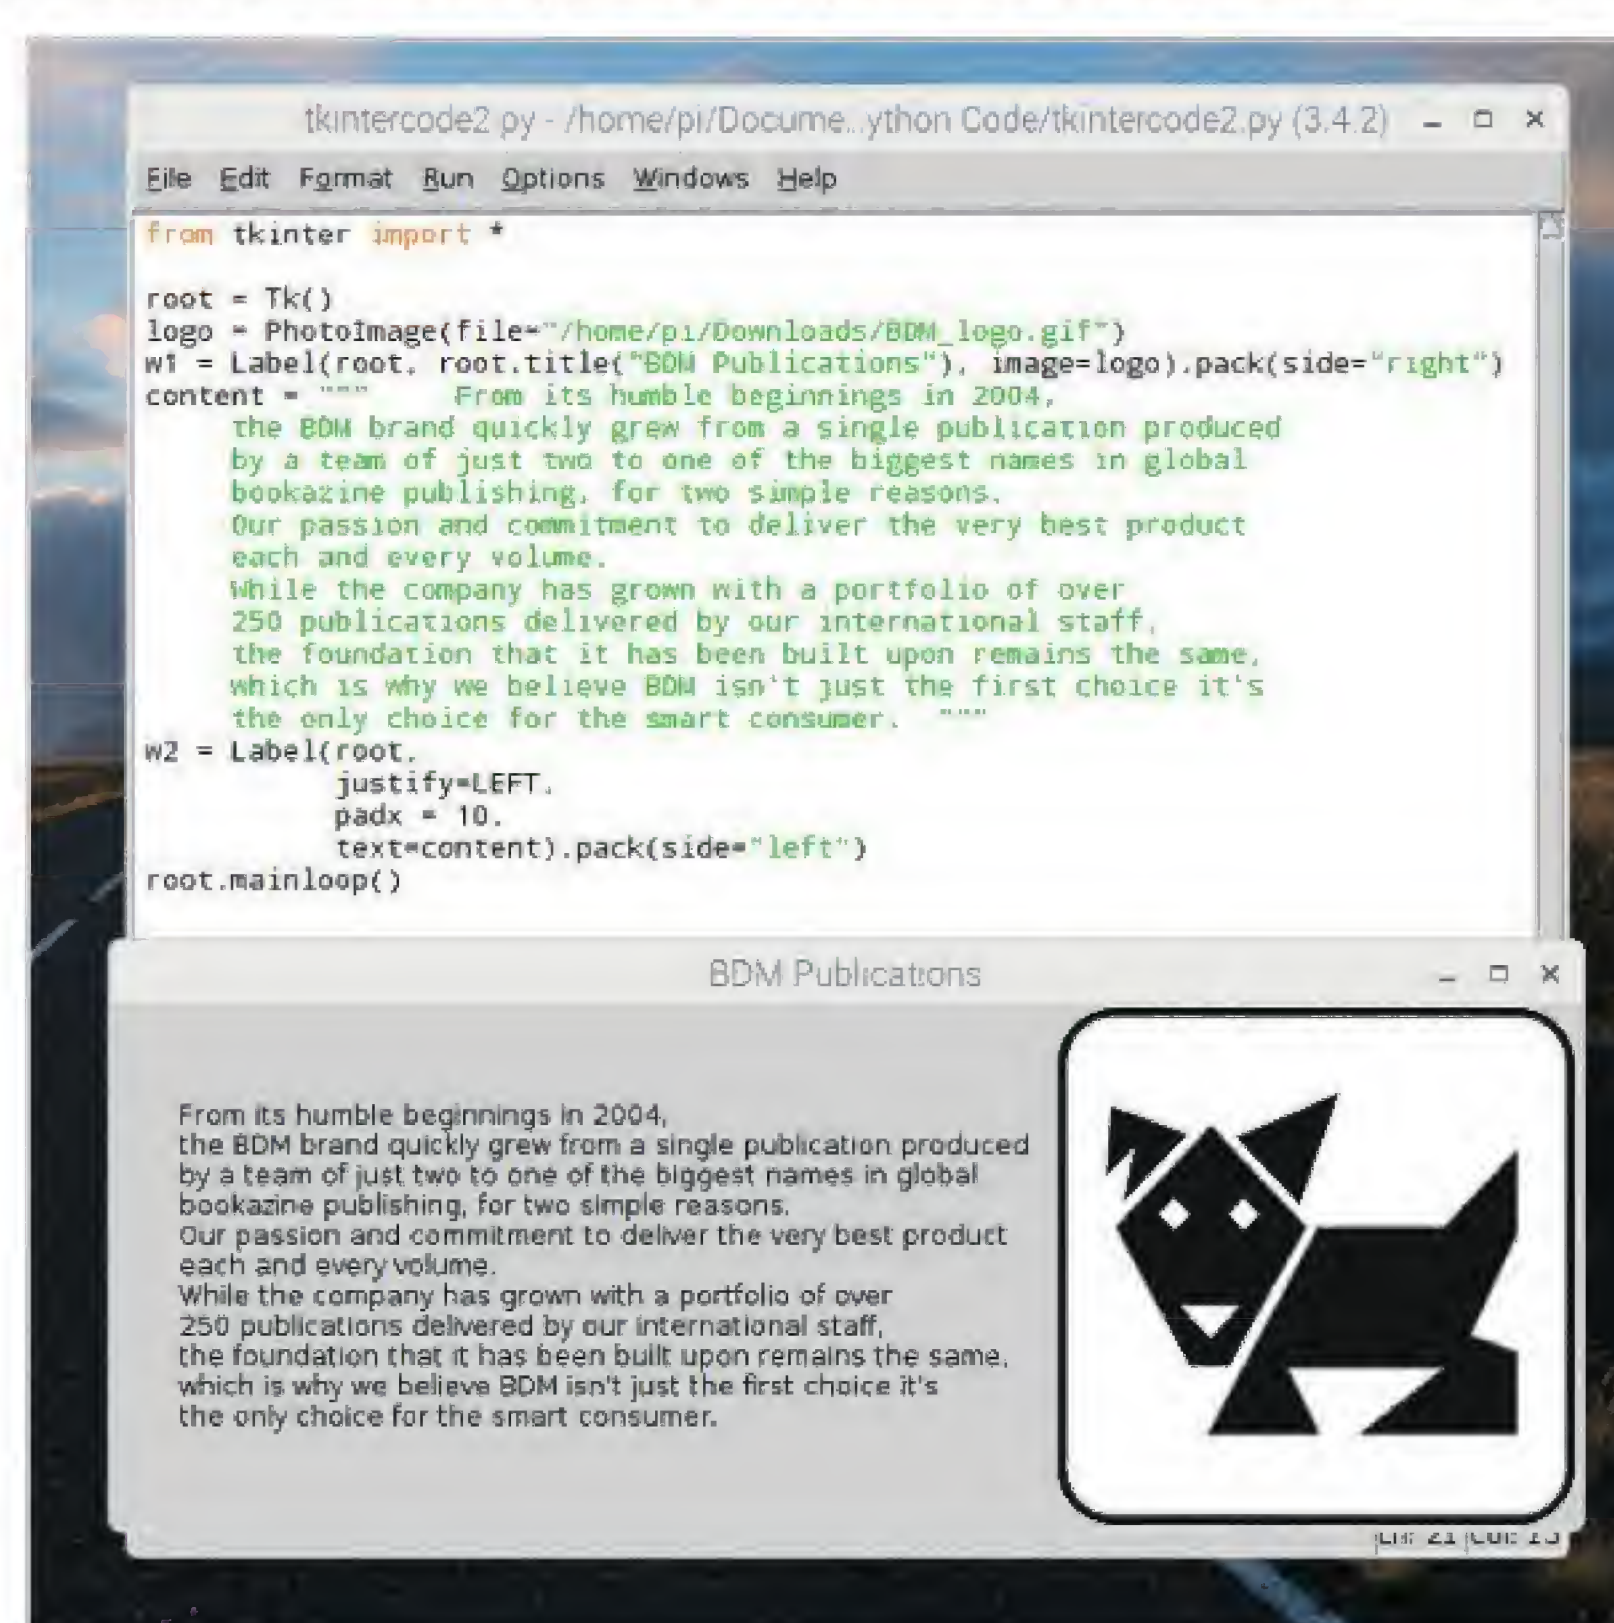 tkintercode2.py - /home/pi/Docume...ython Code/tkintercode2.py (3.4.2)
File Edit Format Run Options Windows Help
from tkinter import *
root = Tk()
logo = PhotoImage(file="/home/pi/Downloads/BDM_logo.gif")
w1 = Label(root, root.title("BDM Publications"), image=logo).pack(side="right")
content = """     From its humble beginnings in 2004,
     the BDM brand quickly grew from a single publication produced
     by a team of just two to one of the biggest names in global
     bookazine publishing, for two simple reasons.
     Our passion and commitment to deliver the very best product
     each and every volume.
     While the company has grown with a portfolio of over
     250 publications delivered by our international staff,
     the foundation that it has been built upon remains the same,
     which is why we believe BDM isn't just the first choice it's
     the only choice for the smart consumer.  """
w2 = Label(root,
           justify=LEFT,
           padx = 10,
           text=content).pack(side="left")
root.mainloop()
BDM Publications
From its humble beginnings in 2004,
the BDM brand quickly grew from a single publication produced
by a team of just two to one of the biggest names in global
bookazine publishing, for two simple reasons.
Our passion and commitment to deliver the very best product
each and every volume.
While the company has grown with a portfolio of over
250 publications delivered by our international staff,
the foundation that it has been built upon remains the same,
which is why we believe BDM isn't just the first choice it's
the only choice for the smart consumer.